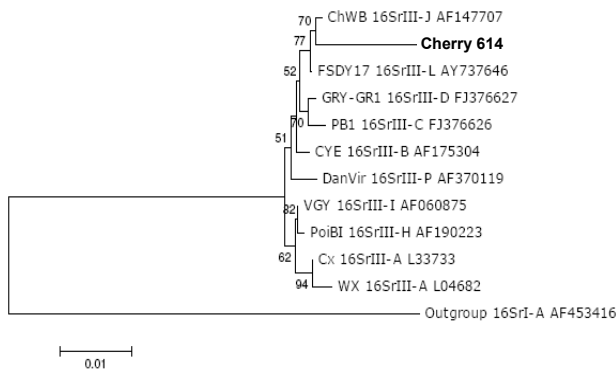 70
ChWB 16SrIII-J AF147707
77
Cherry 614
52
FSDY17 16SrIII-L AY737646
GRY-GR1 16SrIII-D FJ376627
70
PB1 16SrIII-C FJ376626
51
CYE 16SrIII-B AF175304
DanVir 16SrIII-P AF370119
VGY 16SrIII-I AF060875
PoiBI 16SrIII-H AF190223
62
Cx 16SrIII-A L33733
94
WX 16SrIII-A L04682
Outgroup 16SrI-A AF453416
0.01